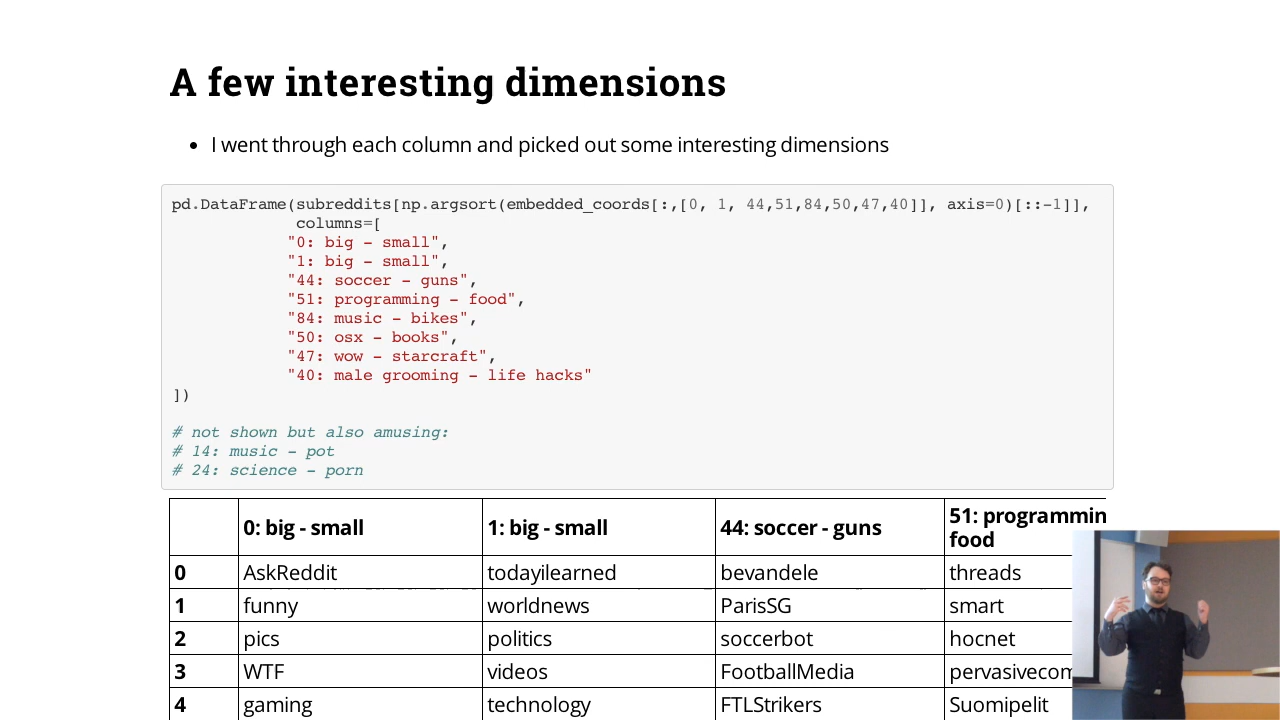 A few interesting dimensions
• I went through each column and picked out some interesting dimensions
pd.DataFrame(subreddits[np.argsort(embedded_coords[:,[0, 1, 44,51,84,50,47,40]], axis=0)[::-1]],
columns=[
"0: big - small",
"1: big - small",
"44: soccer - guns",
"51: programming - food",
"84: music - bikes",
"50: osx - books",
"47: wow - starcraft",
"40: male grooming - life hacks"
])
# not shown but also amusing:
# 14: music - pot
# 24: science - porn
0: big - small 1: big - small 44: soccer - guns 51: programmin
food
0 AskReddit todayilearned bevandele threads
1 funny worldnews ParisSG smart
2 pics politics soccerbot hocnet
3 WTF videos FootballMedia pervasivecom
4 gaming technology FTLStrikers Suomipelit